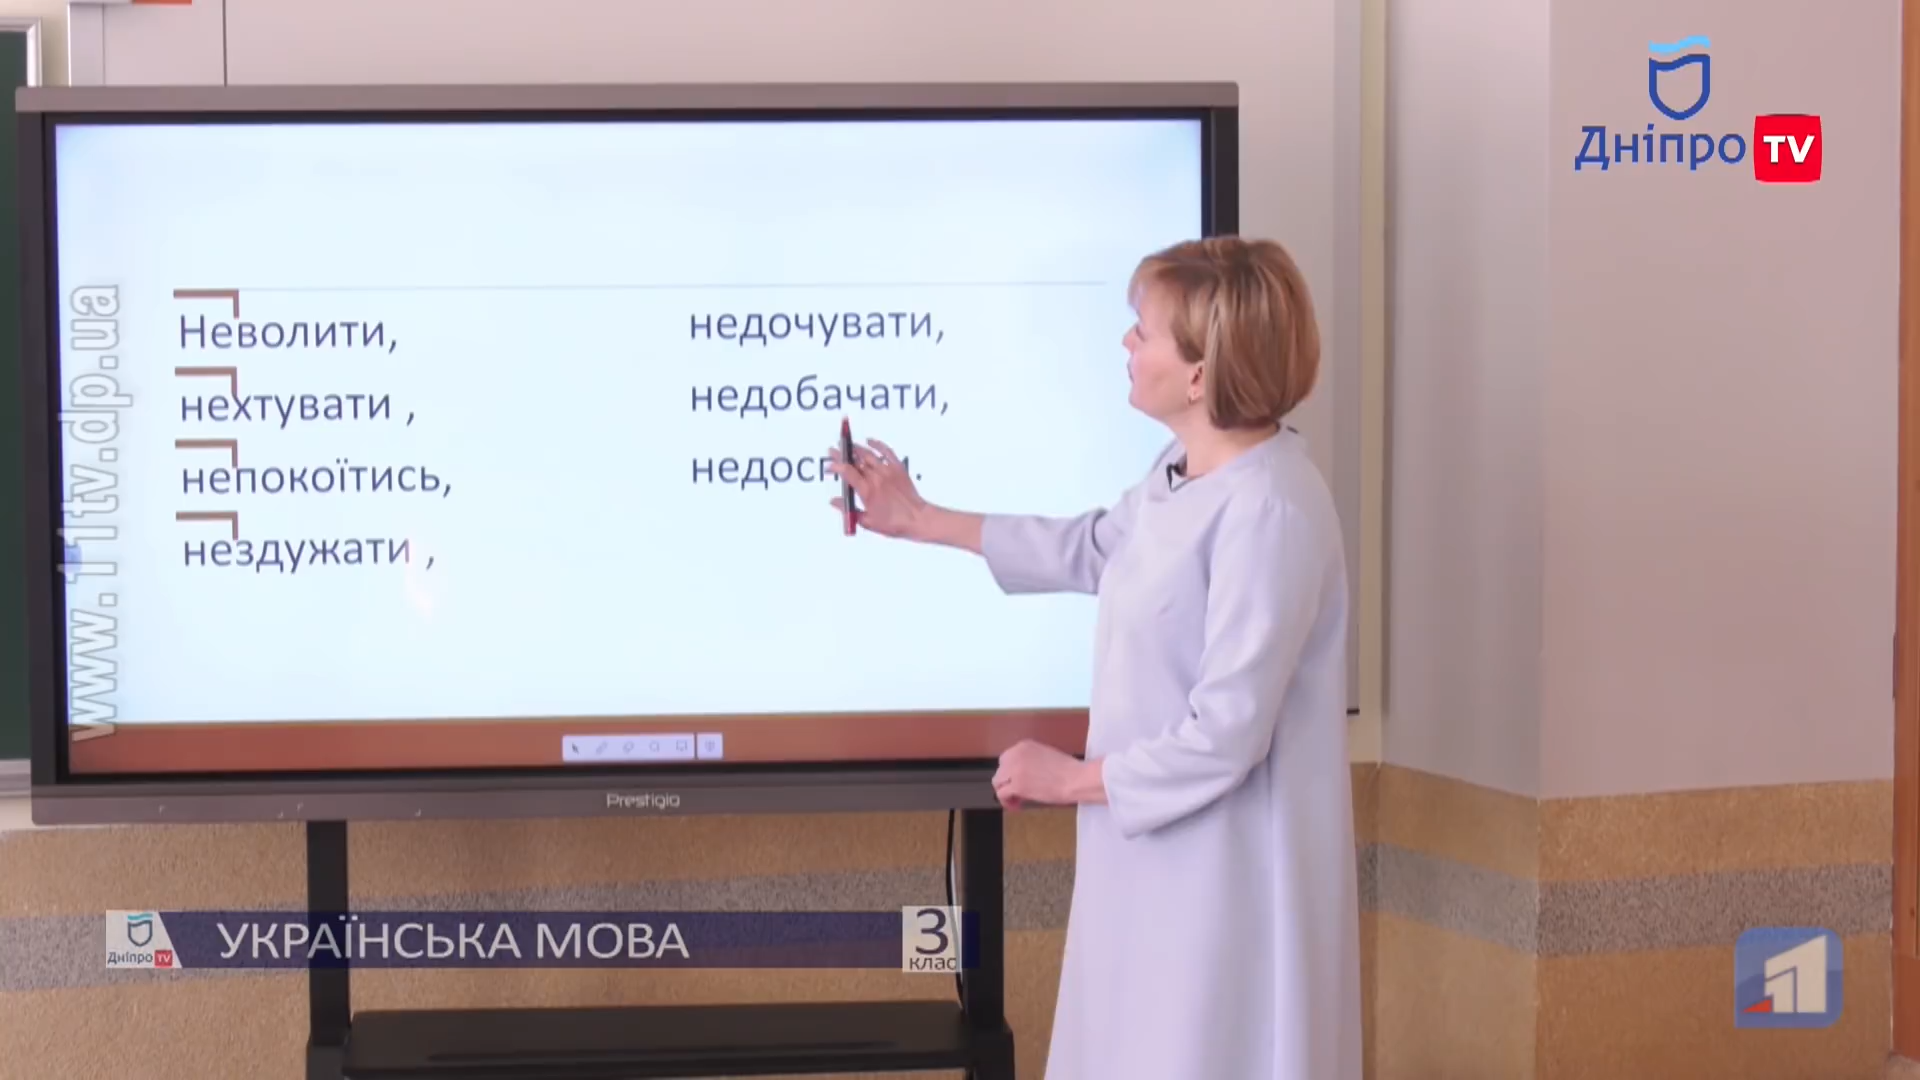 Дніпро TV
Неволити,
нехтувати ,
непокоїтись,
нездужати ,
недочувати,
недобачати,
www.11tv.dp.ua
Prestigio
Дніпро TV
УКРАЇНСЬКА МОВА
3
клас
11